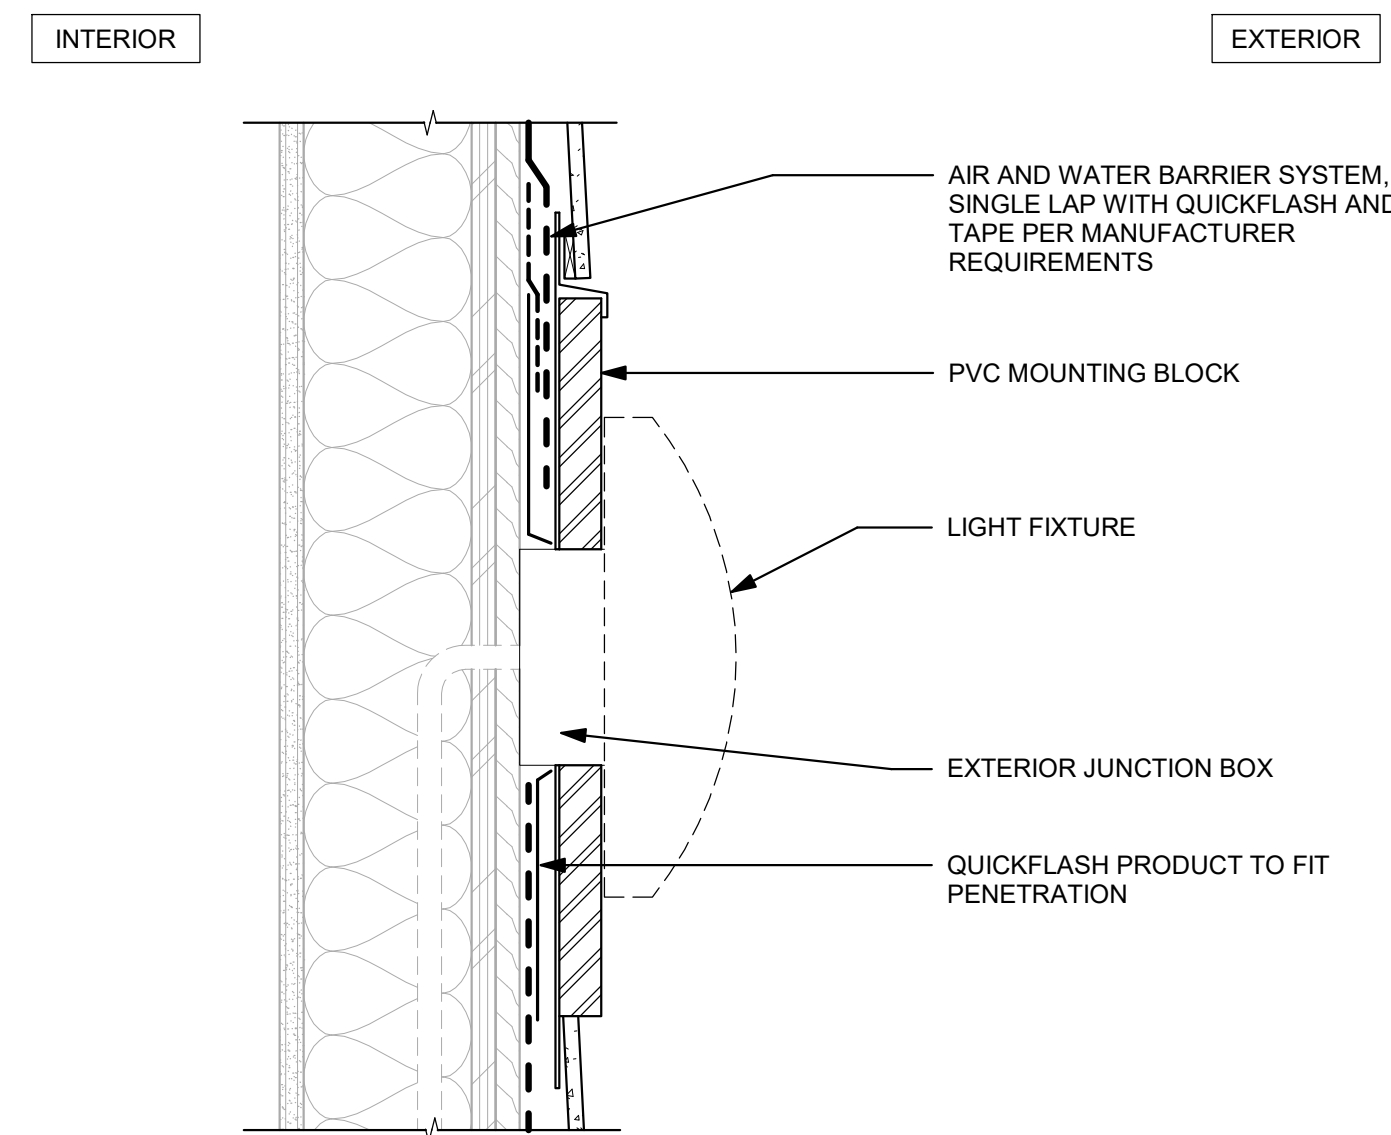 INTERIOR
EXTERIOR
AIR AND WATER BARRIER SYSTEM,
SINGLE LAP WITH QUICKFLASH AND
TAPE PER MANUFACTURER
REQUIREMENTS
PVC MOUNTING BLOCK
LIGHT FIXTURE
EXTERIOR JUNCTION BOX
QUICKFLASH PRODUCT TO FIT
PENETRATION